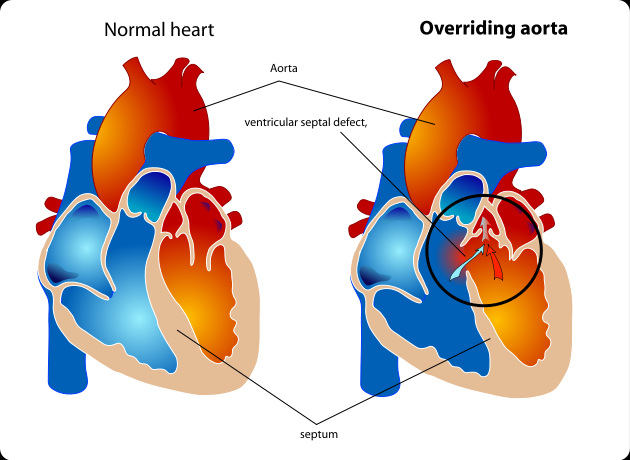 Normal heart
Overriding aorta
Aorta
ventricular septal defect,
septum